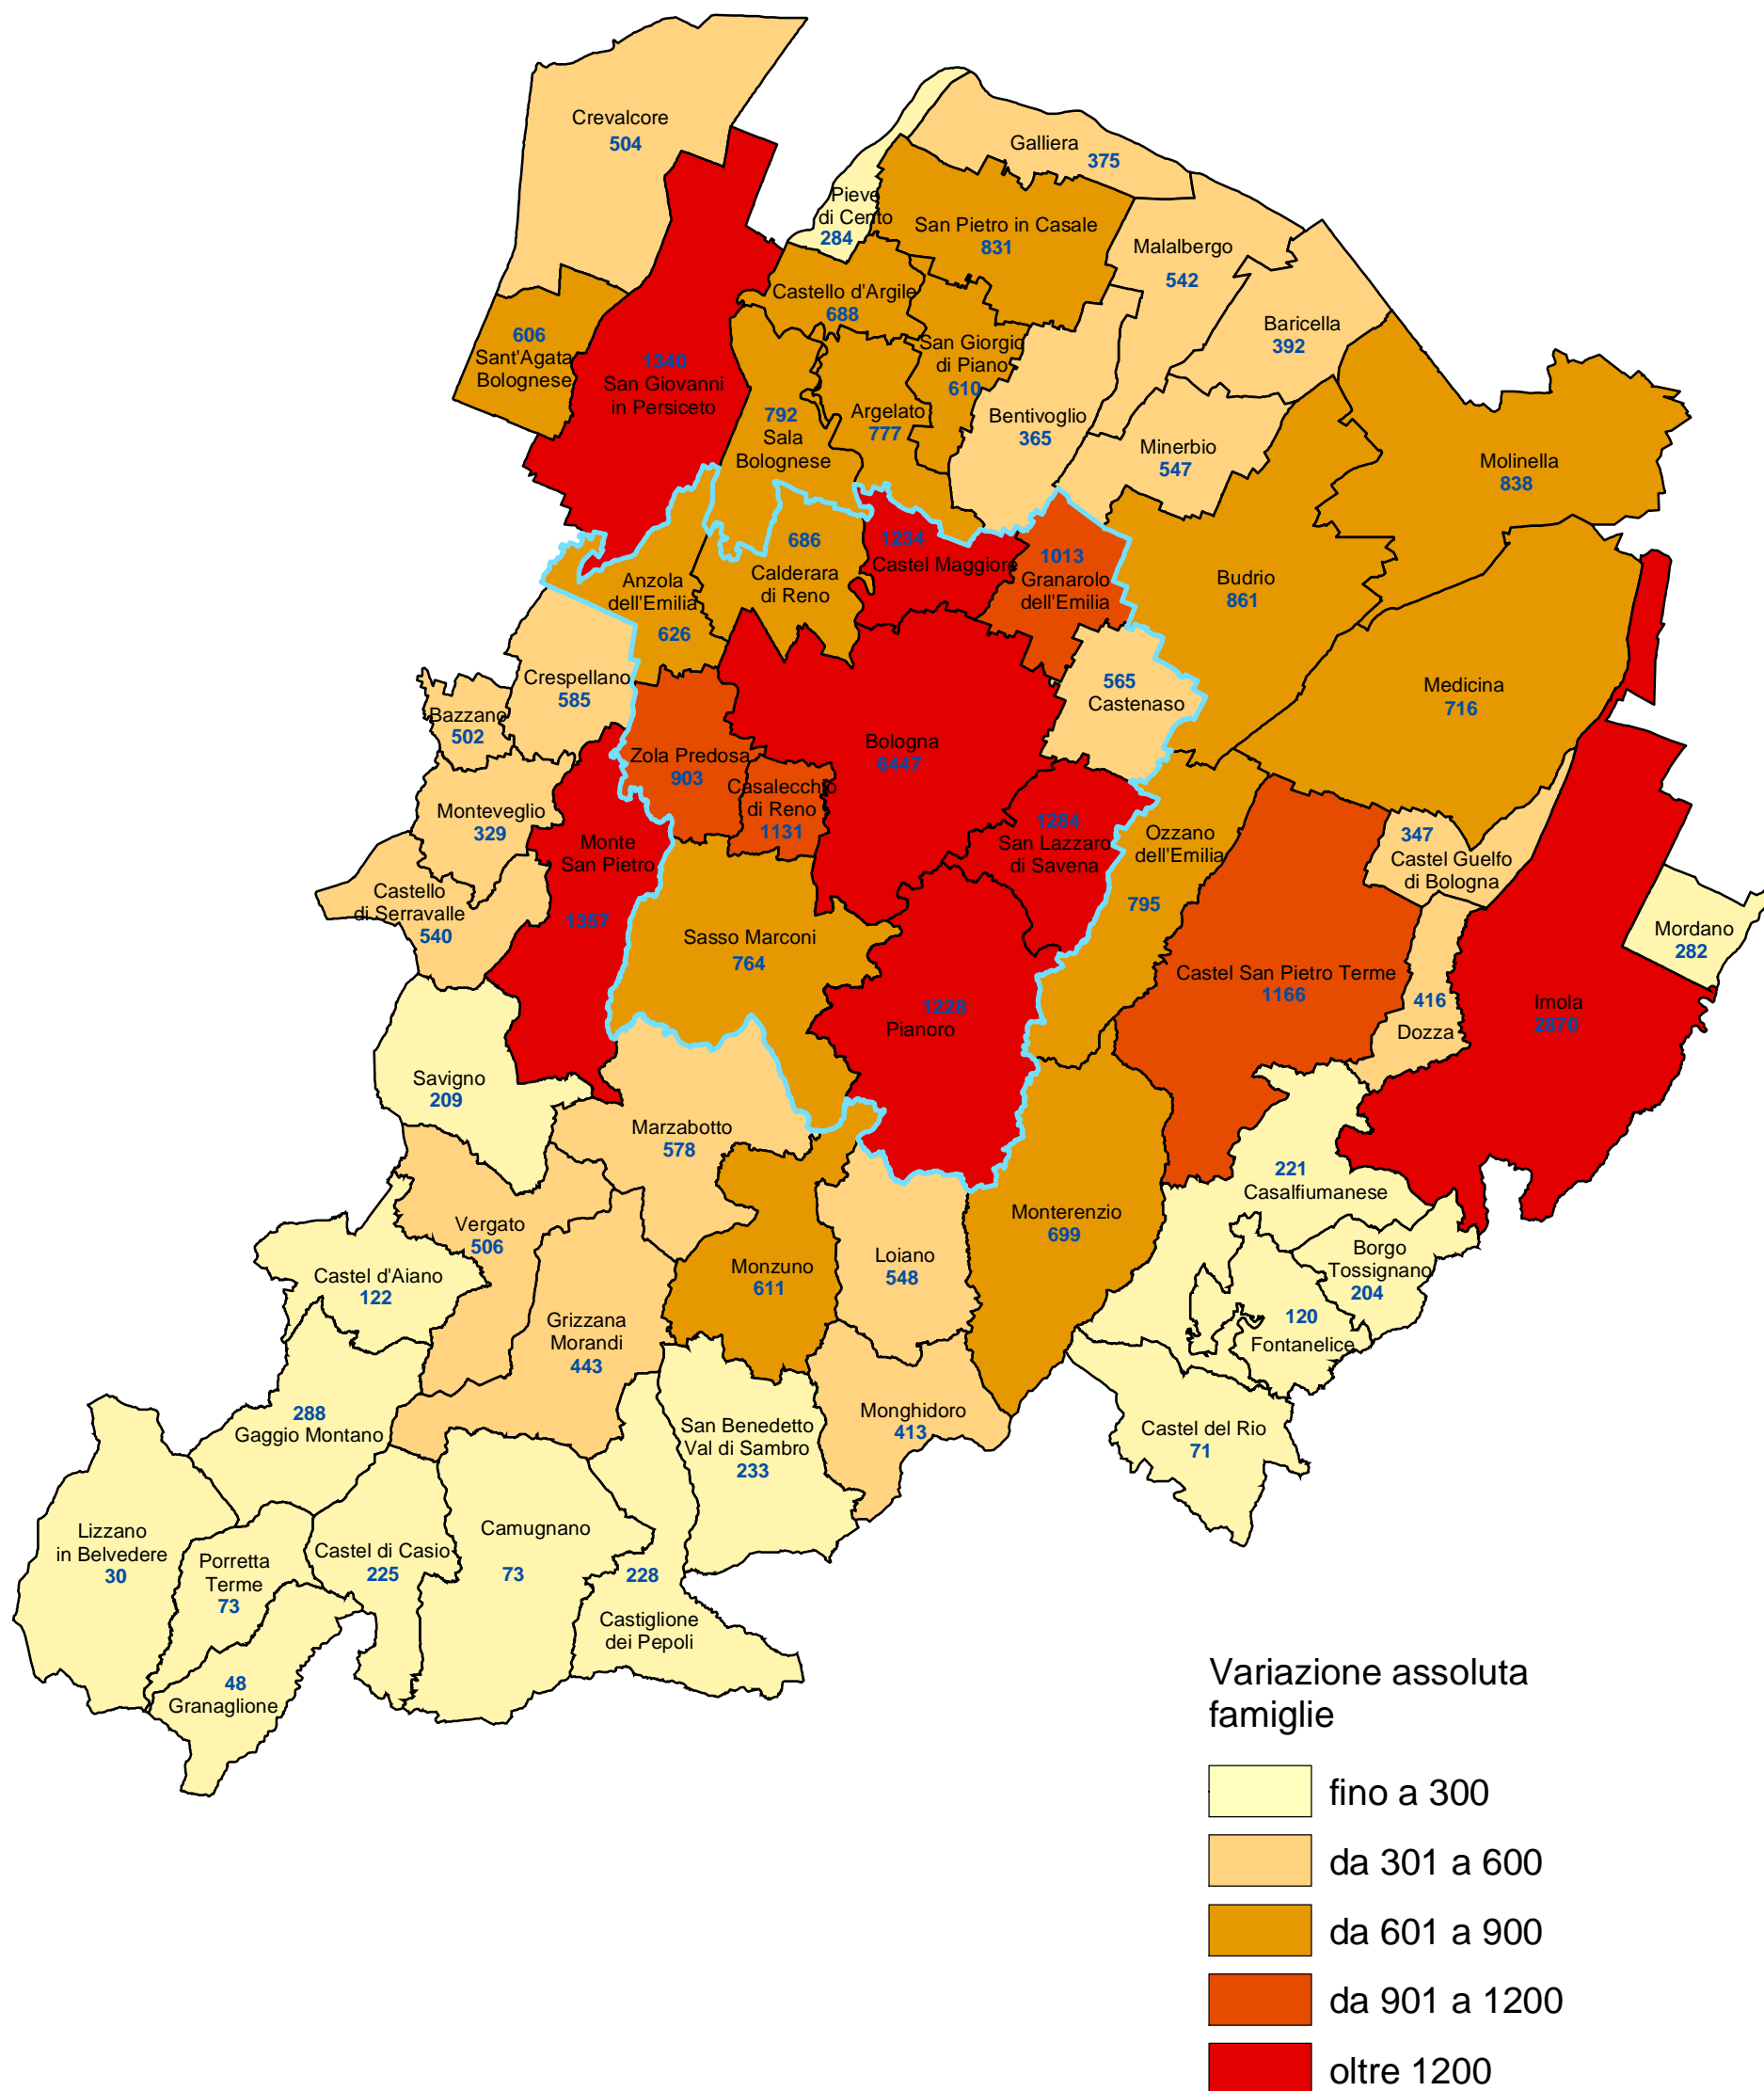 Crevalcore
504
Galliera
375
Pieve
di Cento
284
San Pietro in Casale
831
Malalbergo
542
Castello d'Argile
688
Baricella
392
606
Sant'Agata
Bolognese
1340
San Giovanni
in Persiceto
San Giorgio
di Piano
610
792
Sala
Bolognese
Argelato
777
Bentivoglio
365
Minerbio
547
Molinella
838
686
Calderara
di Reno
1234
Castel Maggiore
1013
Granarolo
dell'Emilia
Anzola
dell'Emilia
626
Budrio
861
Crespellano
585
565
Castenaso
Medicina
716
Bazzano
502
Zola Predosa
903
Bologna
6447
Casalecchio
di Reno
1131
Monteveglio
329
Monte
San Pietro
1357
1284
San Lazzaro
di Savena
Ozzano
dell'Emilia
795
347
Castel Guelfo
di Bologna
Castello
di Serravalle
540
Sasso Marconi
764
Mordano
282
Castel San Pietro Terme
1166
416
Dozza
Imola
2870
1228
Pianoro
Savigno
209
Marzabotto
578
221
Casalfiumanese
Vergato
506
Monterenzio
699
Borgo
Tossignano
204
Castel d'Aiano
122
Monzuno
611
Loiano
548
120
Fontanelice
Grizzana
Morandi
443
288
Gaggio Montano
San Benedetto
Val di Sambro
233
Monghidoro
413
Castel del Rio
71
Lizzano
in Belvedere
30
Porretta
Terme
73
Castel di Casio
225
Camugnano
73
228
Castiglione
dei Pepoli
48
Granaglione
Variazione assoluta
famiglie
fino a 300
da 301 a 600
da 601 a 900
da 901 a 1200
oltre 1200